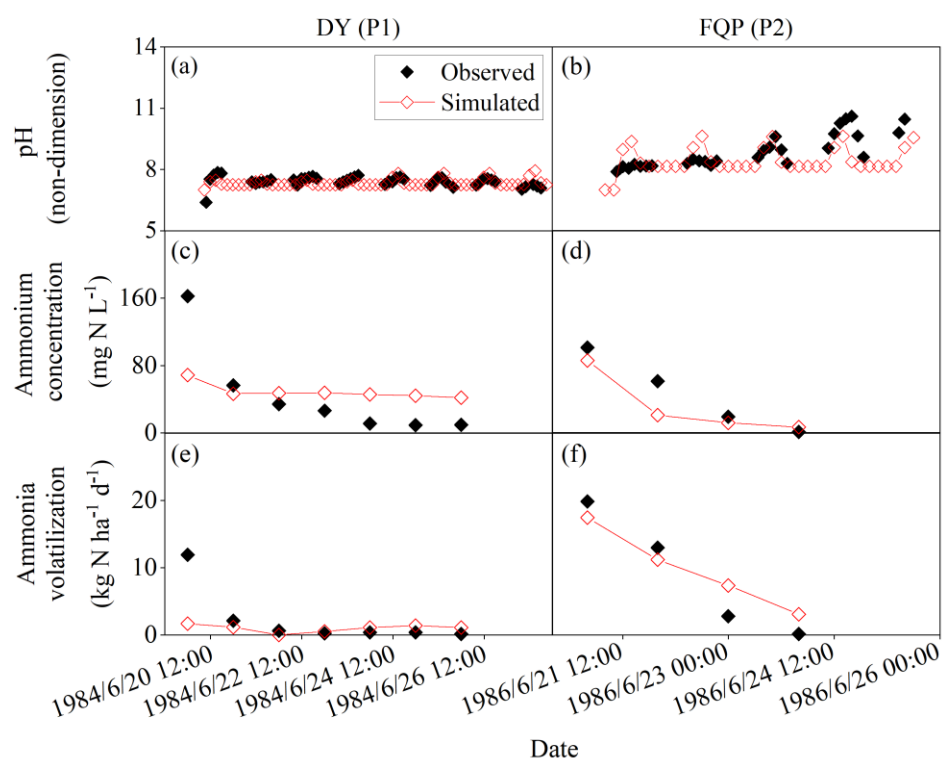 DY (P1)
FQP (P2)
pH
(non-dimension)
14
11
8
5
(a)
Observed
Simulated
(b)
Ammonium
concentration
(mg N L⁻¹)
160
80
0
(c)
(d)
Ammonia
volatilization
(kg N ha⁻¹ d⁻¹)
20
10
0
(e)
(f)
1984/6/20 12:00
1984/6/22 12:00
1984/6/24 12:00
1984/6/26 12:00
1986/6/21 12:00
1986/6/23 00:00
1986/6/24 12:00
1986/6/26 00:00
Date